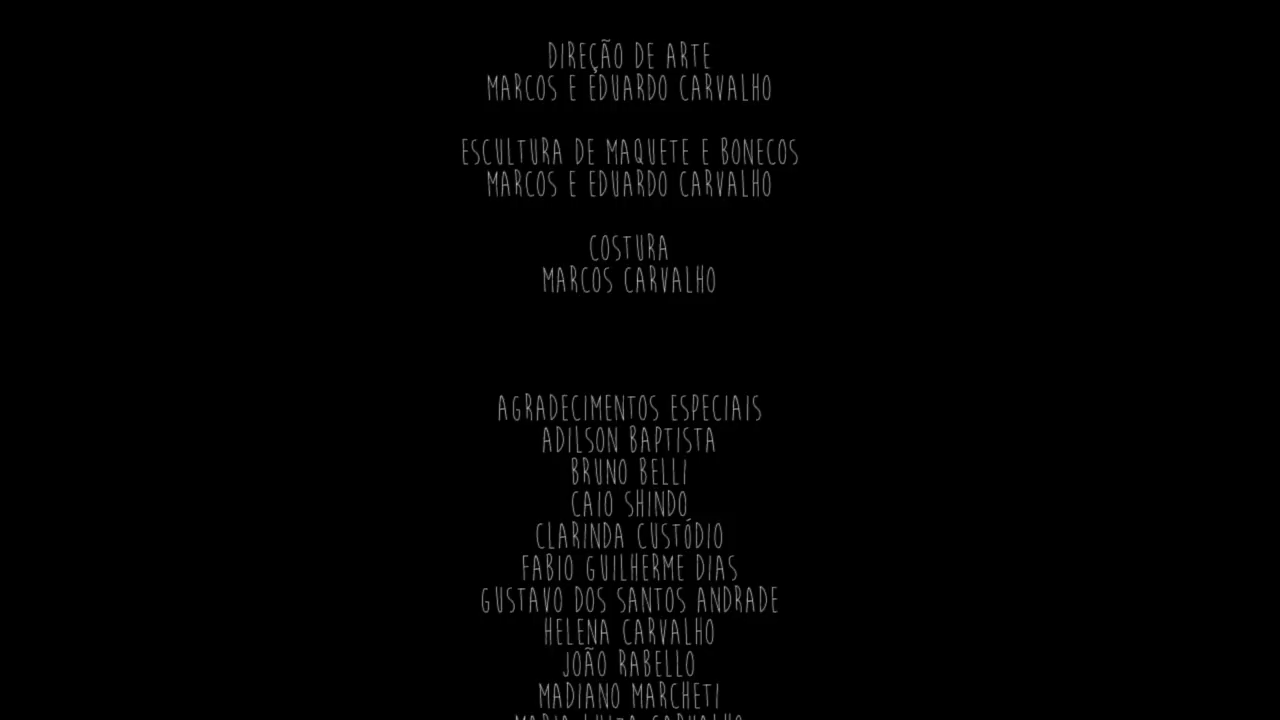 DIREÇÃO DE ARTE
MARCOS E EDUARDO CARVALHO
ESCULTURA DE MAQUETE E BONECOS
MARCOS E EDUARDO CARVALHO
COSTURA
MARCOS CARVALHO
AGRADECIMENTOS ESPECIAIS
ADILSON BAPTISTA
BRUNO BELLI
CAIO SHINDO
CLARINDA CUSTÓDIO
FABIO GUILHERME DIAS
GUSTAVO DOS SANTOS ANDRADE
HELENA CARVALHO
JOÃO RABELLO
MADIANO MARCHETI